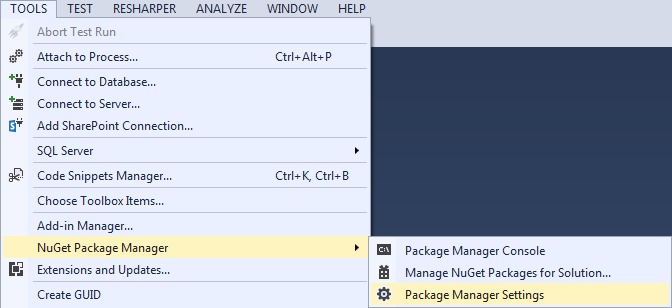 TOOLS TEST RESHARPER ANALYZE WINDOW HELP
Abort Test Run
Attach to Process... Ctrl+Alt+P
Connect to Database...
Connect to Server...
Add SharePoint Connection...
SQL Server
Code Snippets Manager... Ctrl+K, Ctrl+B
Choose Toolbox Items...
Add-in Manager...
NuGet Package Manager
Extensions and Updates...
Create GUID
C:\
Package Manager Console
Manage NuGet Packages for Solution...
Package Manager Settings